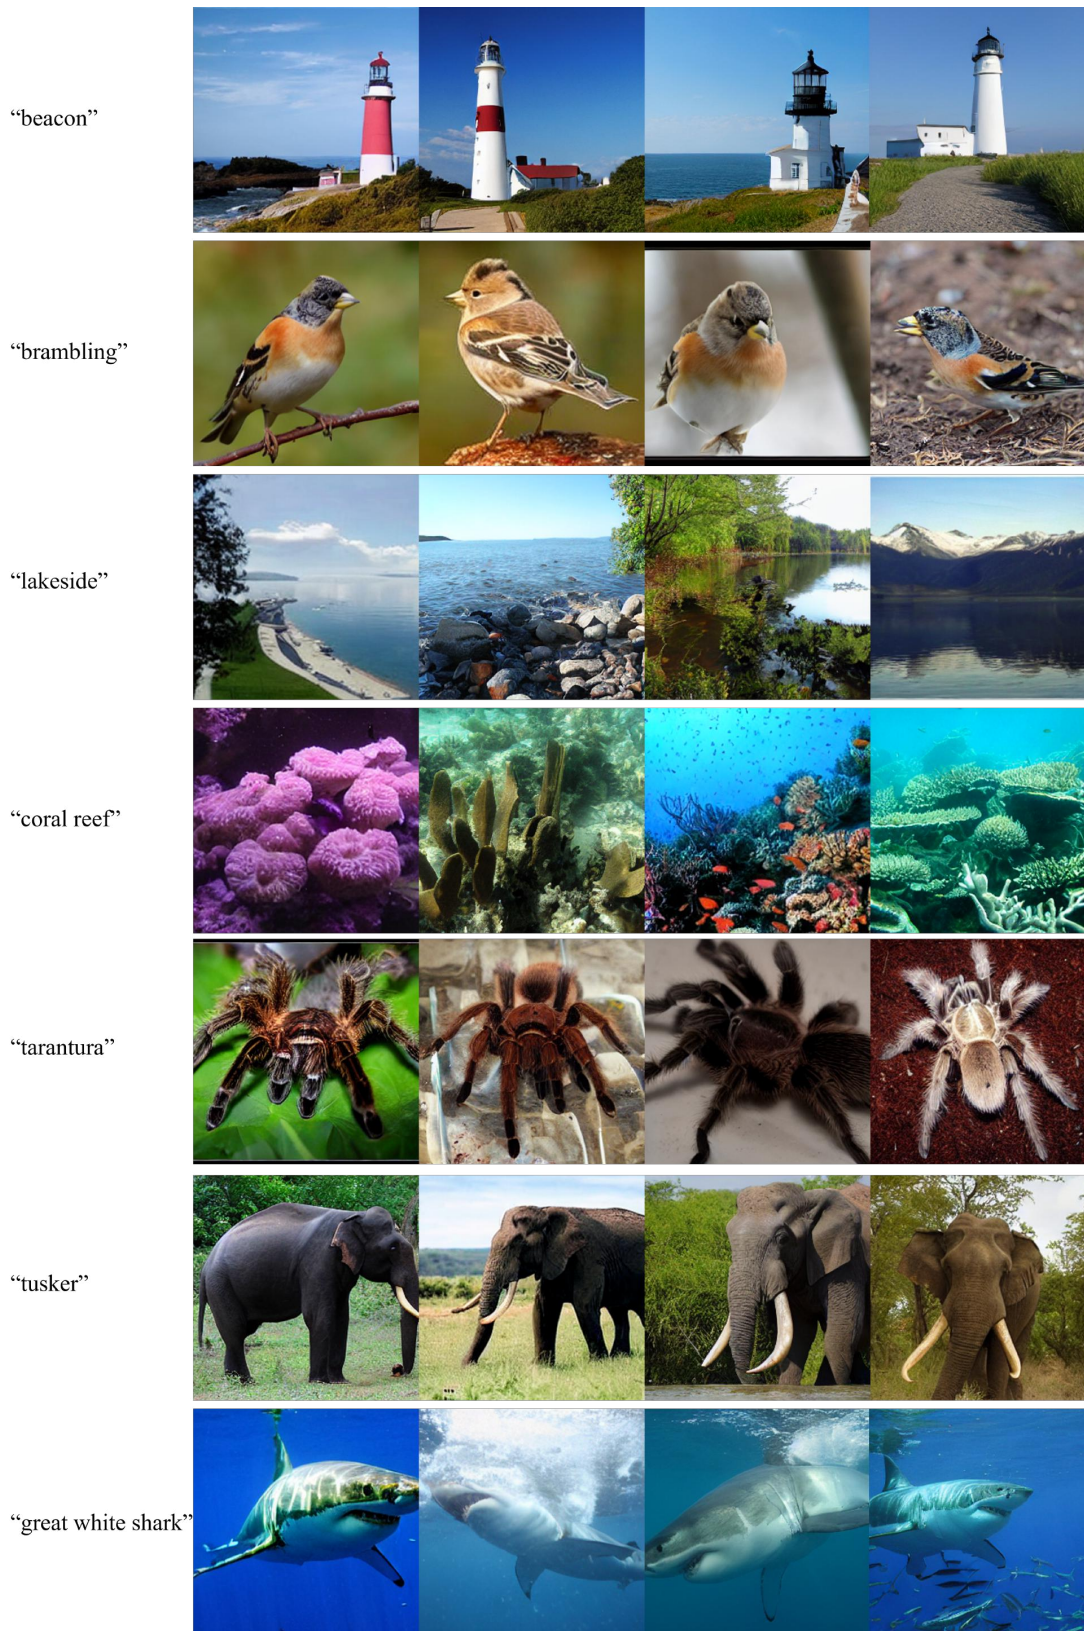 “beacon”
“brambling”
“lakeside”
“coral reef”
“tarantura”
“tusker”
“great white shark”